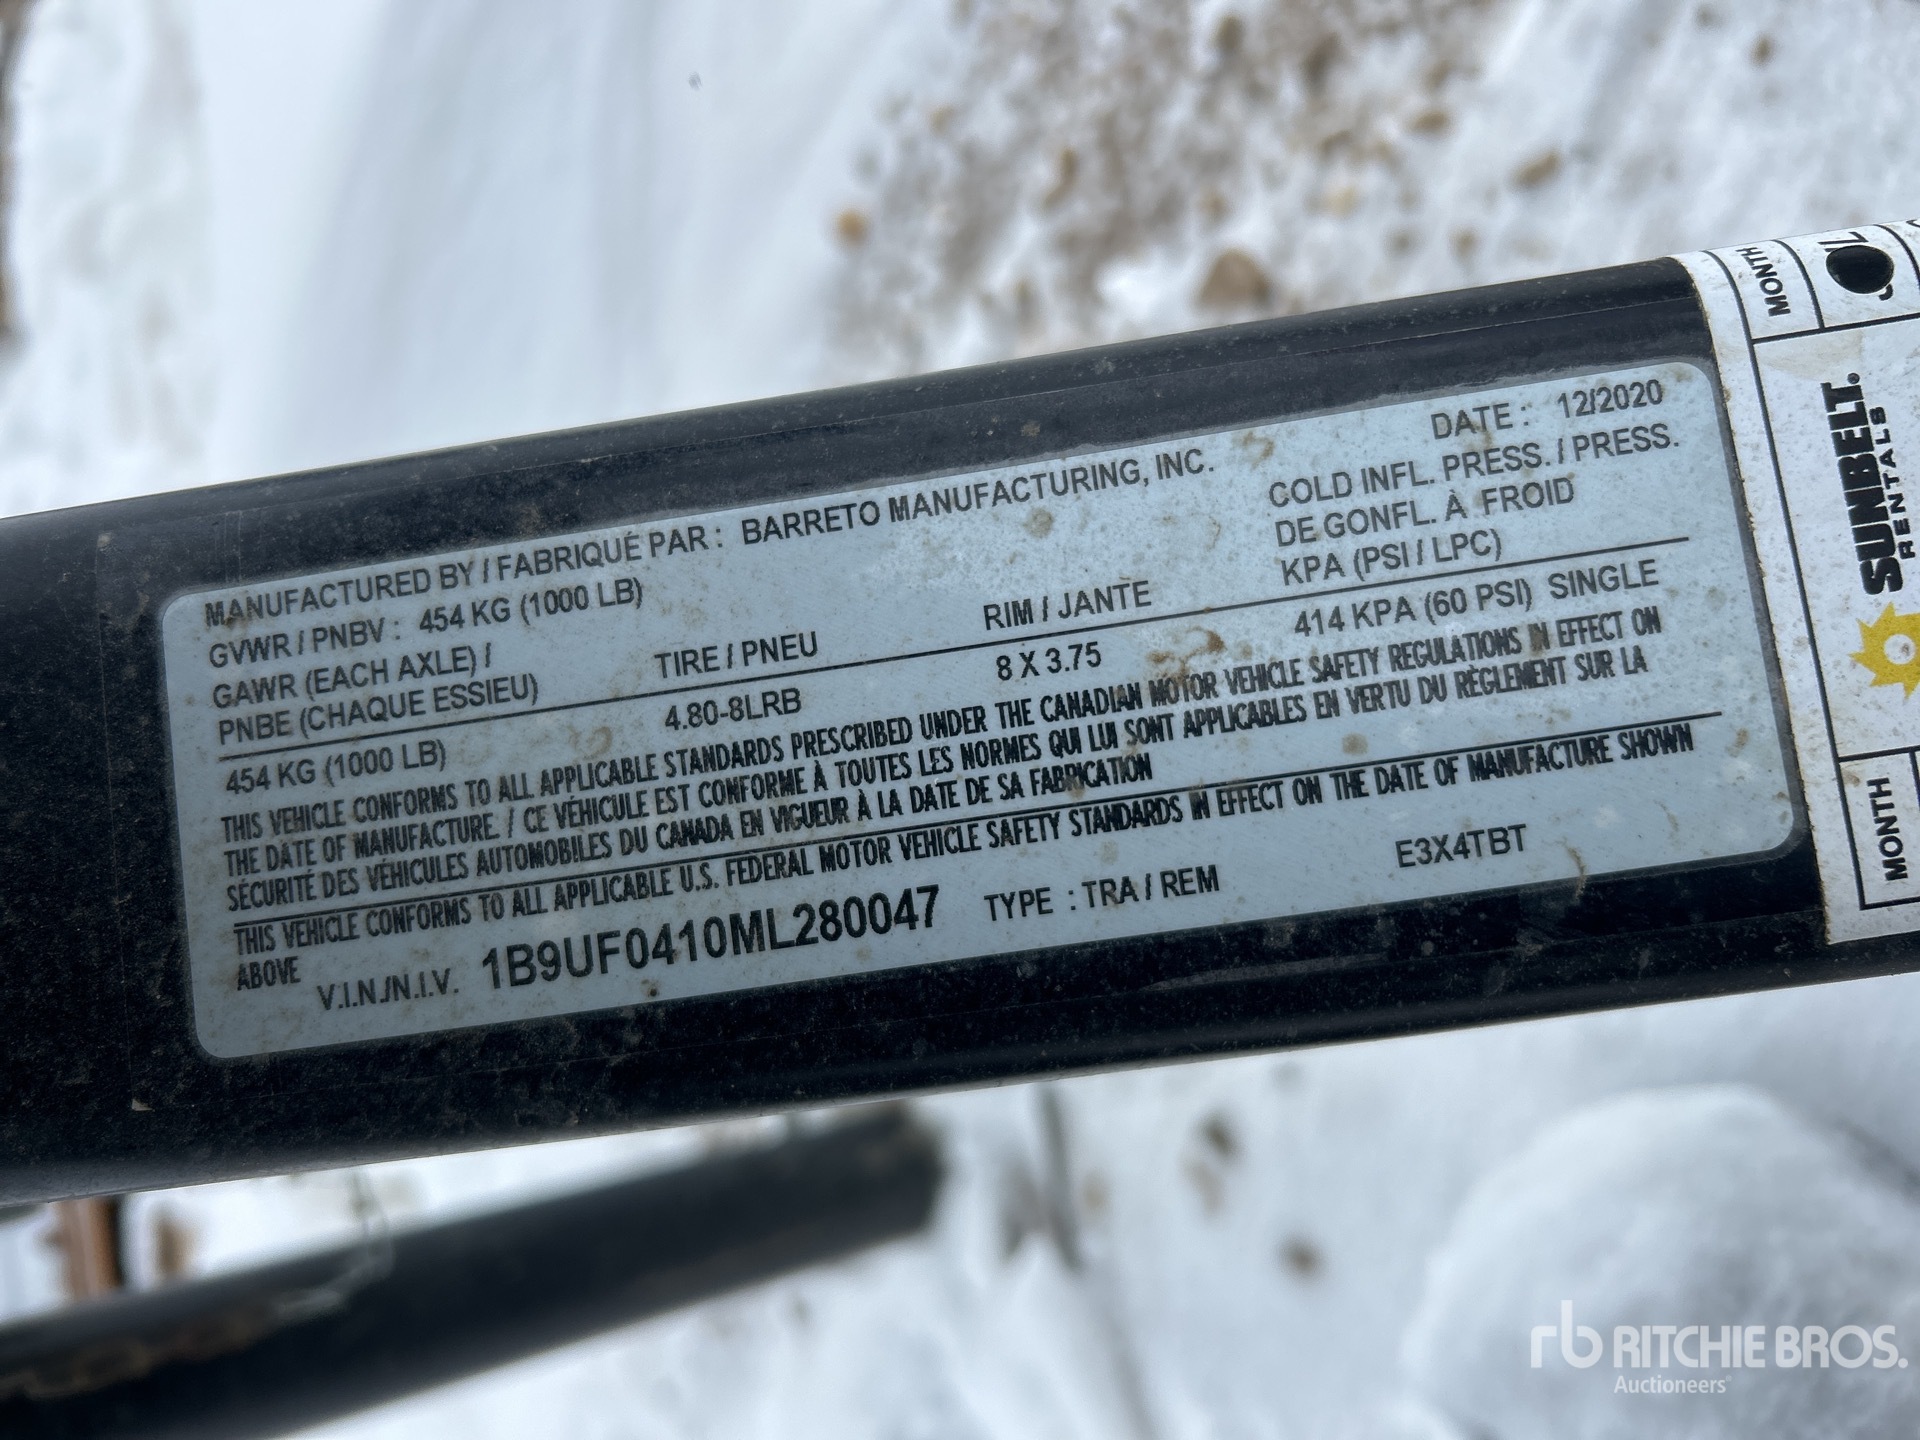 DATE : 12/2020
MANUFACTURED BY / FABRIQUÉ PAR : BARRETO MANUFACTURING, INC.
GVWR / PNBV : 454 KG (1000 LB)
COLD INFL. PRESS. / PRESS.
GAWR (EACH AXLE) /
DE GONFL. À FROID
PNBE (CHAQUE ESSIEU) TIRE / PNEU RIM / JANTE KPA (PSI / LPC)
454 KG (1000 LB) 4.80-8LRB 8 X 3.75 414 KPA (60 PSI) SINGLE
THIS VEHICLE CONFORMS TO ALL APPLICABLE STANDARDS PRESCRIBED UNDER THE CANADIAN MOTOR VEHICLE SAFETY REGULATIONS IN EFFECT ON
THE DATE OF MANUFACTURE. / CE VÉHICULE EST CONFORME À TOUTES LES NORMES QUI LUI SONT APPLICABLES EN VERTU DU RÈGLEMENT SUR LA
SÉCURITÉ DES VÉHICULES AUTOMOBILES DU CANADA EN VIGUEUR À LA DATE DE SA FABRICATION
THIS VEHICLE CONFORMS TO ALL APPLICABLE U.S. FEDERAL MOTOR VEHICLE SAFETY STANDARDS IN EFFECT ON THE DATE OF MANUFACTURE SHOWN
ABOVE
V.I.N./N.I.V. 1B9UF0410ML280047 TYPE : TRA / REM E3X4TBT
MONTH
SUNBELT.
RENTALS
MONTH
rb RITCHIE BROS.
Auctioneers